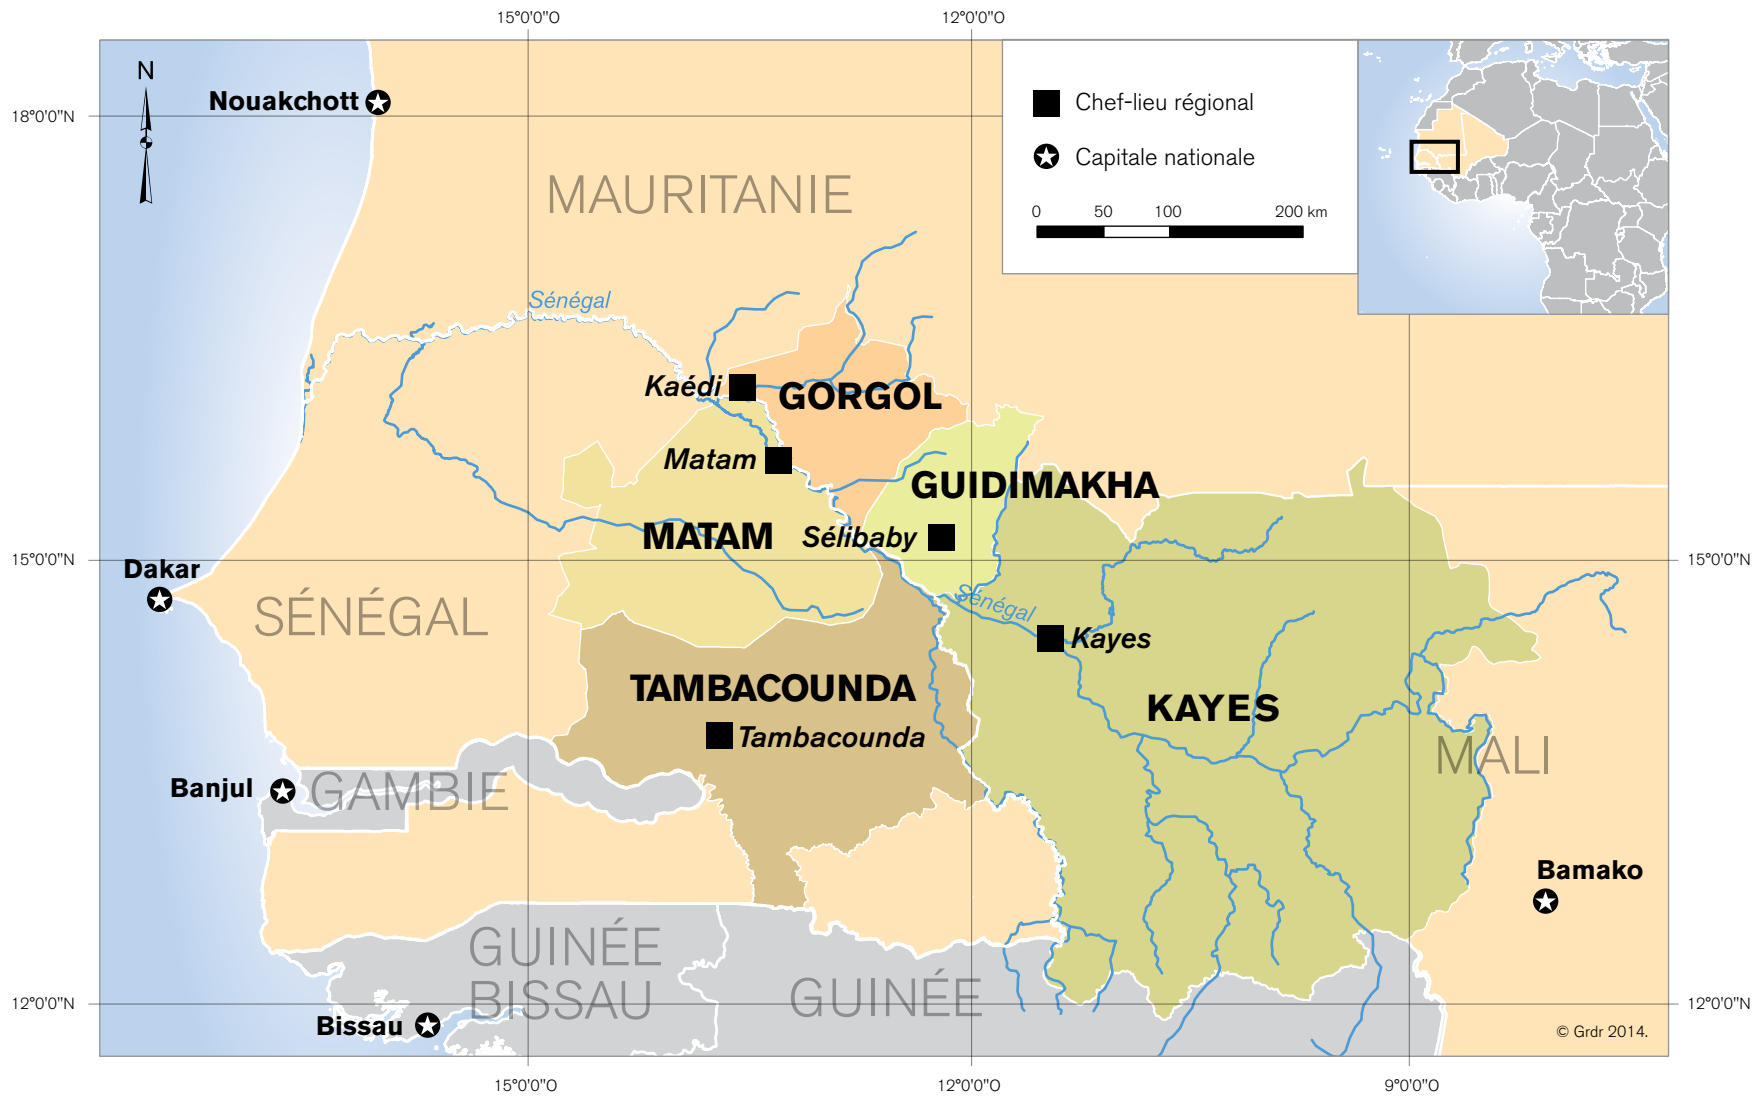 15°0'0"O
12°0'0"O
N
Nouakchott
18°0'0"N
Chef-lieu régional
Capitale nationale
0
50
100
200 km
MAURITANIE
Sénégal
Kaédi
GORGOL
Matam
GUIDIMAKHA
MATAM
Sélibaby
15°0'0"N
15°0'0"N
Dakar
SÉNÉGAL
Sénégal
Kayes
TAMBACOUNDA
KAYES
Tambacounda
MALI
Banjul
GAMBIE
Bamako
GUINÉE
BISSAU
GUINÉE
12°0'0"N
12°0'0"N
Bissau
© Grdr 2014.
15°0'0"O
12°0'0"O
9°0'0"O